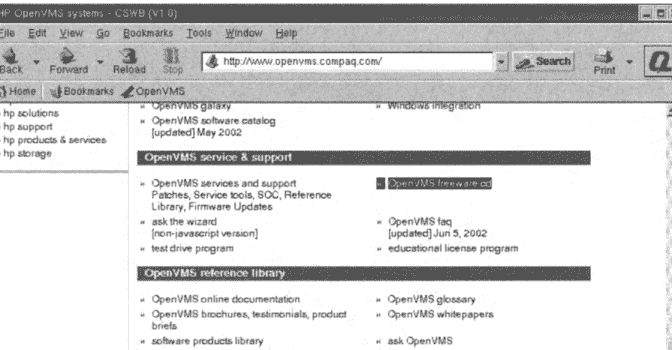 HP OpenVMS systems - CSWB (V1.0)
File Edit View Go Bookmarks Tools Window Help
Back Forward Reload Stop http://www.openvms.compaq.com/ Search Print
Home Bookmarks OpenVMS
hp solutions
hp support
hp products & services
hp storage
» OpenVMS galaxy
» OpenVMS software catalog
[updated] May 2002
» Windows integration
OpenVMS service & support
» OpenVMS services and support
Patches, Service tools, SOC, Reference
Library, Firmware Updates
» ask the wizard
[non-javascript version]
» test drive program
» OpenVMS freeware cd
» OpenVMS faq
[updated] Jun 5, 2002
» educational license program
OpenVMS reference library
» OpenVMS online documentation
» OpenVMS brochures, testimonials, product
briefs
» software products library
» OpenVMS glossary
» OpenVMS whitepapers
» ask OpenVMS